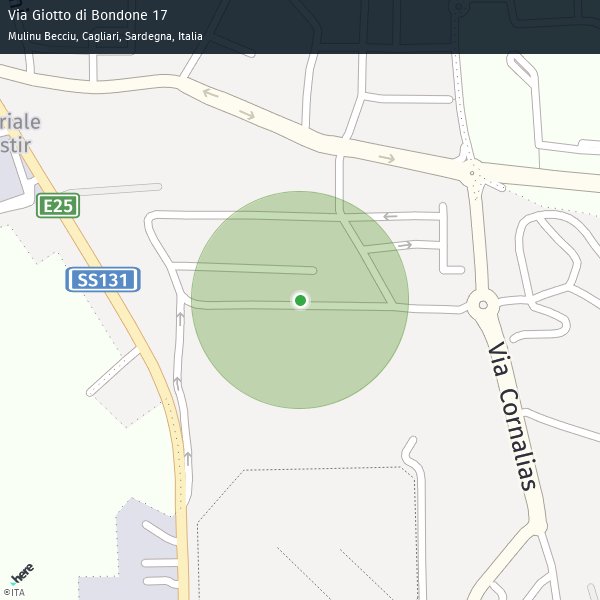 Via Giotto di Bondone 17
Mulinu Becciu, Cagliari, Sardegna, Italia
riale
stir
E25
SS131
Via Cornalias
here
©ITA